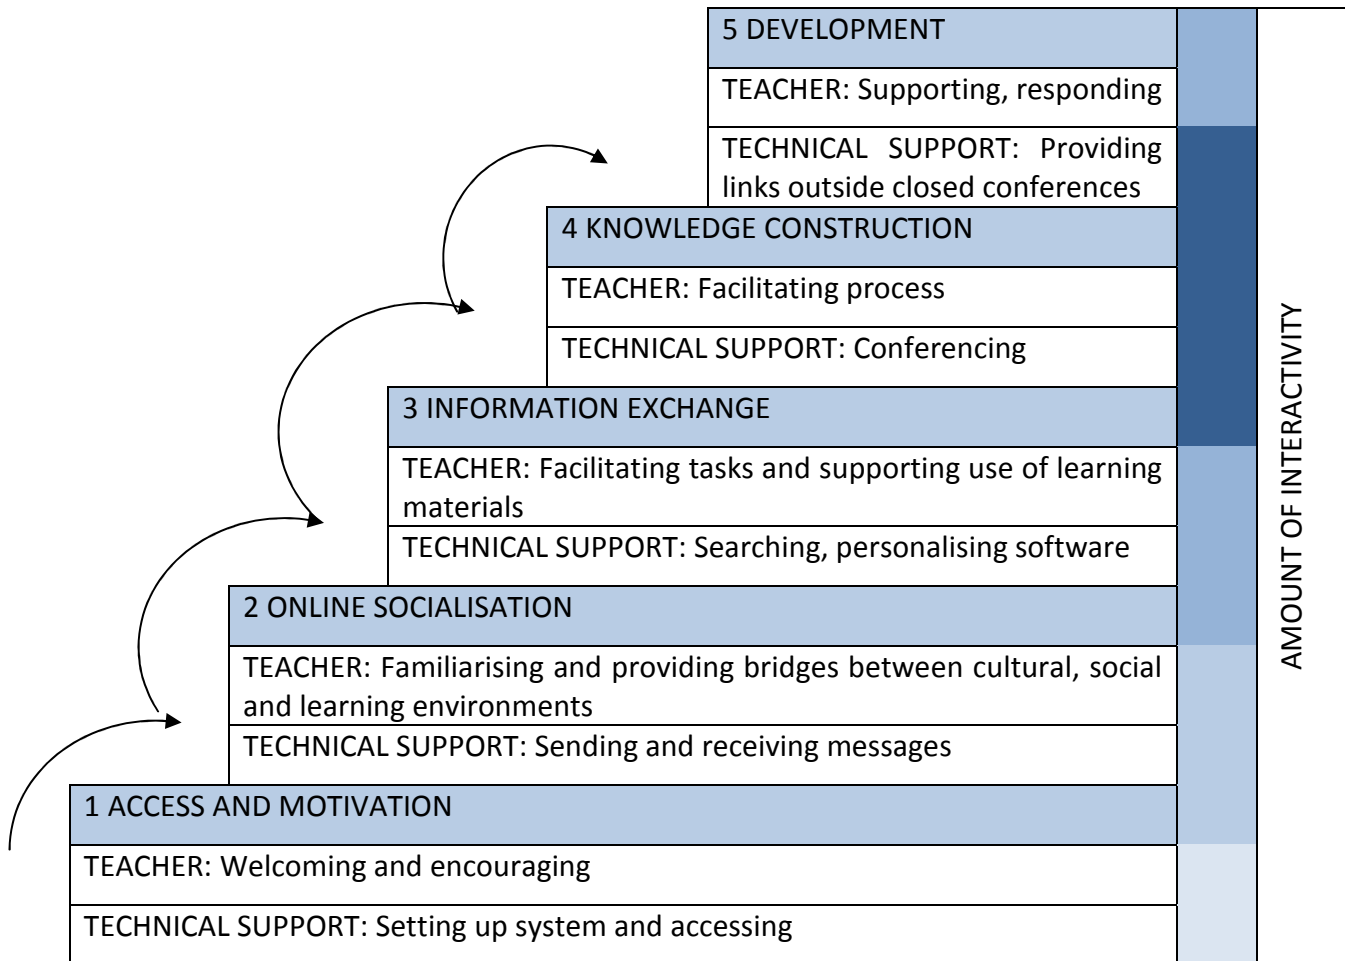 5 DEVELOPMENT
TEACHER: Supporting, responding
TECHNICAL SUPPORT: Providing
links outside closed conferences
4 KNOWLEDGE CONSTRUCTION
TEACHER: Facilitating process
TECHNICAL SUPPORT: Conferencing
3 INFORMATION EXCHANGE
TEACHER: Facilitating tasks and supporting use of learning
materials
TECHNICAL SUPPORT: Searching, personalising software
2 ONLINE SOCIALISATION
TEACHER: Familiarising and providing bridges between cultural, social
and learning environments
TECHNICAL SUPPORT: Sending and receiving messages
1 ACCESS AND MOTIVATION
TEACHER: Welcoming and encouraging
TECHNICAL SUPPORT: Setting up system and accessing
AMOUNT OF INTERACTIVITY